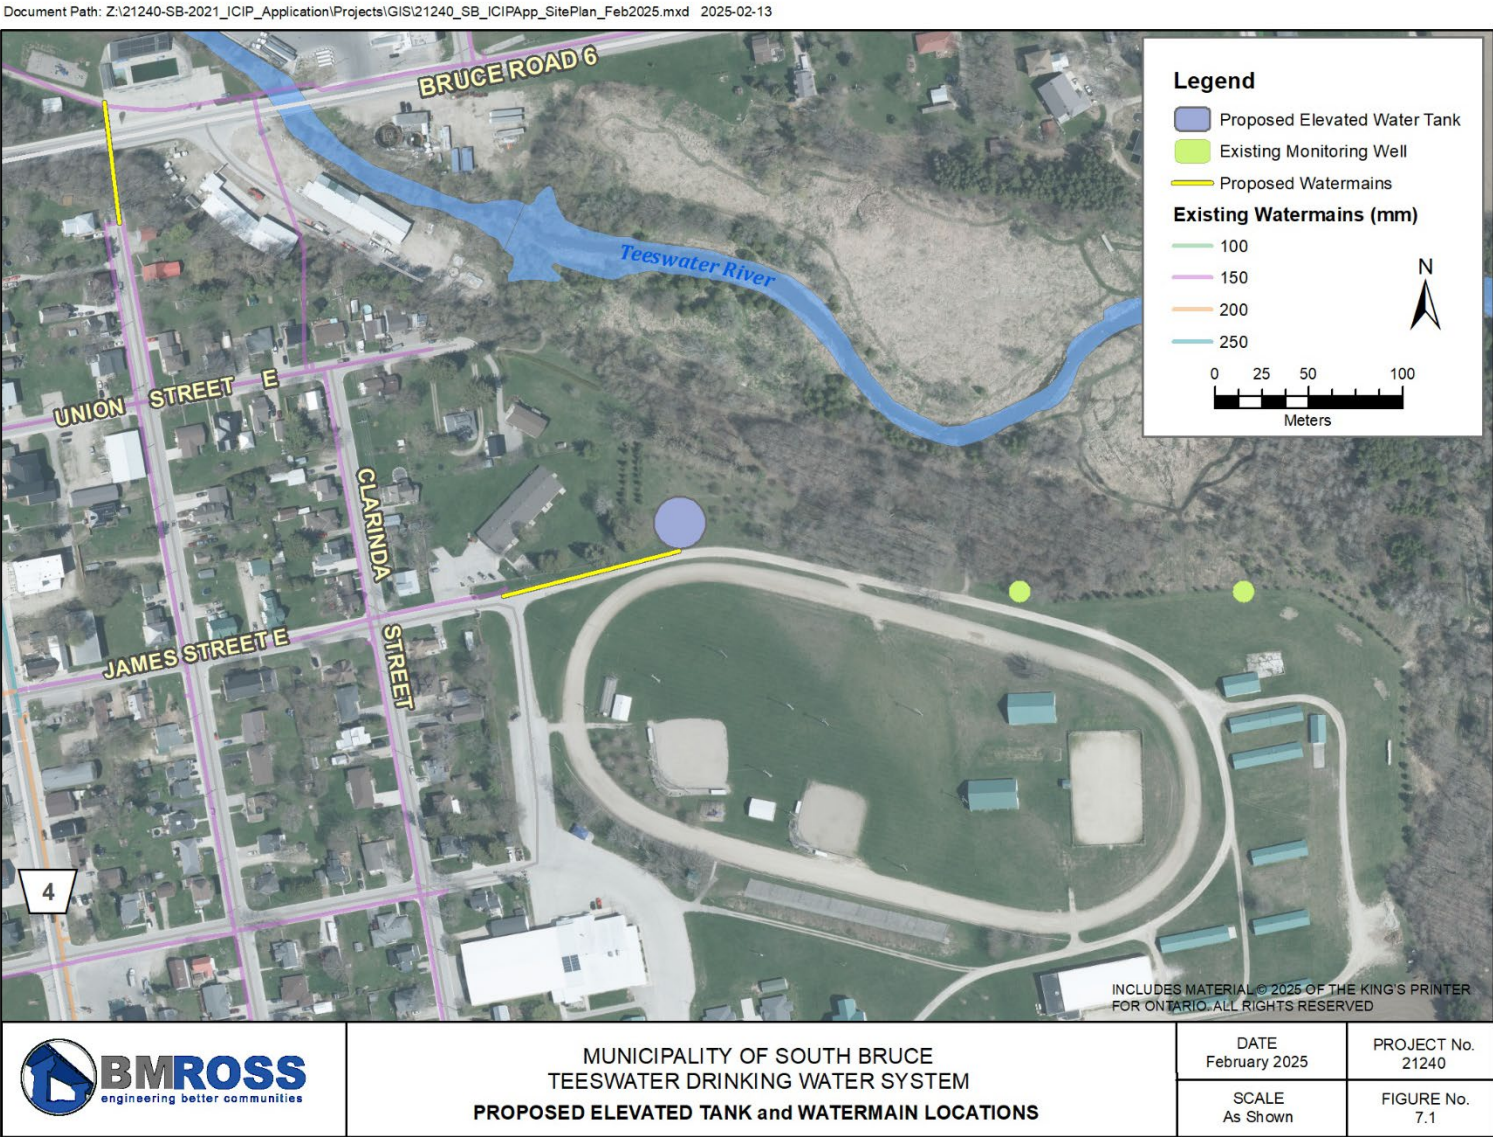 Document Path: Z:\21240-SB-2021_ICIP_Application\Projects\GIS\21240_SB_ICIPApp_SitePlan_Feb2025.mxd 2025-02-13
BRUCE ROAD 6
Teeswater River
UNION STREET E
CLARINDA
STREET
JAMES STREET E
4
Legend
Proposed Elevated Water Tank
Existing Monitoring Well
Proposed Watermains
Existing Watermains (mm)
100
150
200
250
N
0 25 50 100
Meters
INCLUDES MATERIAL © 2025 OF THE KING'S PRINTER
FOR ONTARIO. ALL RIGHTS RESERVED
BMROSS
engineering better communities
MUNICIPALITY OF SOUTH BRUCE
TEESWATER DRINKING WATER SYSTEM
PROPOSED ELEVATED TANK and WATERMAIN LOCATIONS
DATE
February 2025
PROJECT No.
21240
SCALE
As Shown
FIGURE No.
7.1